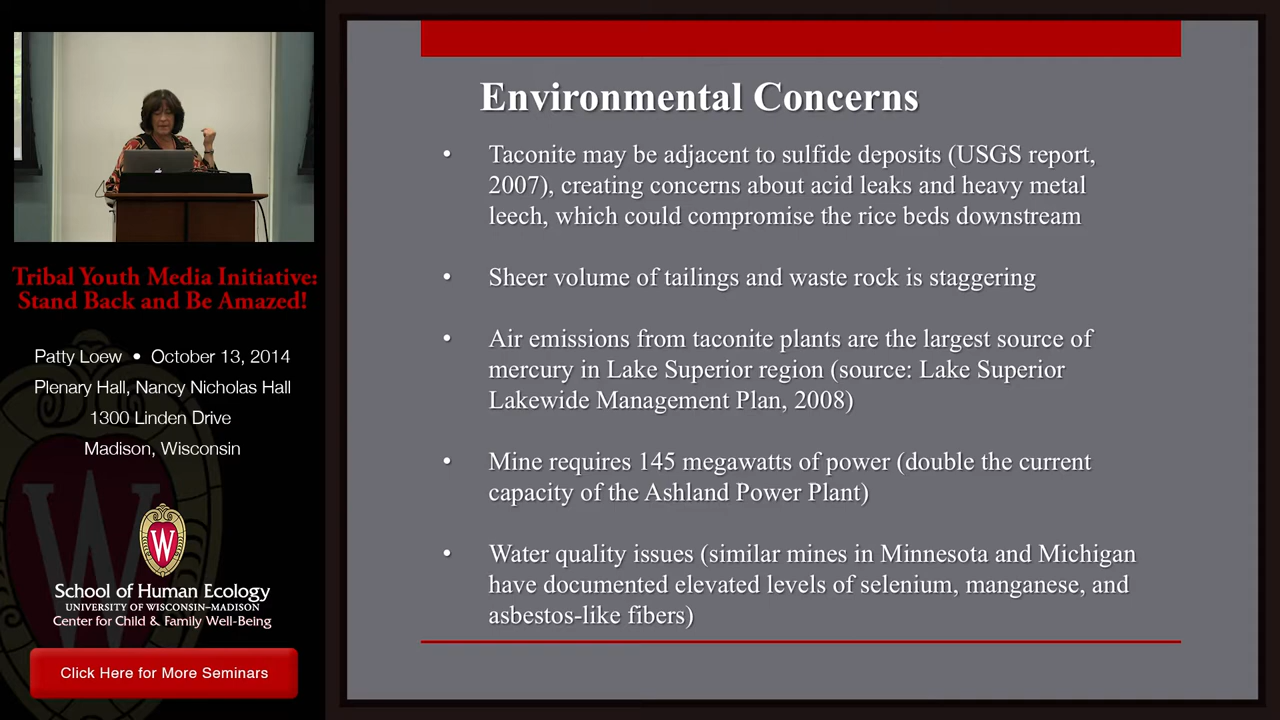 Tribal Youth Media Initiative:
Stand Back and Be Amazed!
Patty Loew • October 13, 2014
Plenary Hall, Nancy Nicholas Hall
1300 Linden Drive
Madison, Wisconsin
W
School of Human Ecology
UNIVERSITY OF WISCONSIN–MADISON
Center for Child & Family Well-Being
Click Here for More Seminars
Environmental Concerns
• Taconite may be adjacent to sulfide deposits (USGS report,
2007), creating concerns about acid leaks and heavy metal
leech, which could compromise the rice beds downstream
• Sheer volume of tailings and waste rock is staggering
• Air emissions from taconite plants are the largest source of
mercury in Lake Superior region (source: Lake Superior
Lakewide Management Plan, 2008)
• Mine requires 145 megawatts of power (double the current
capacity of the Ashland Power Plant)
• Water quality issues (similar mines in Minnesota and Michigan
have documented elevated levels of selenium, manganese, and
asbestos-like fibers)